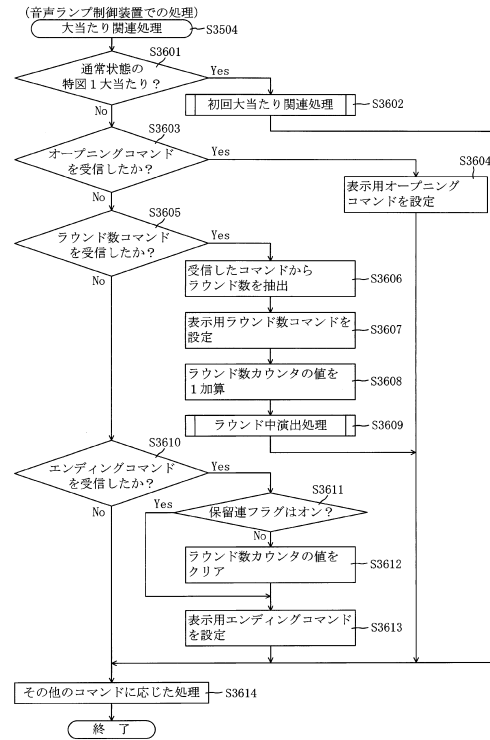 (音声ランプ制御装置での処理)
大当たり関連処理
S3504
S3601
通常状態の
特図1大当たり?
Yes
No
初回大当たり関連処理
S3602
S3603
オープニングコマンド
を受信したか?
Yes
No
S3604
表示用オープニング
コマンドを設定
S3605
ラウンド数コマンド
を受信したか?
Yes
No
受信したコマンドから
ラウンド数を抽出
S3606
表示用ラウンド数コマンドを
設定
S3607
ラウンド数カウンタの値を
1加算
S3608
ラウンド中演出処理
S3609
S3610
エンディングコマンド
を受信したか?
Yes
No
S3611
保留連フラグはオン?
Yes
No
ラウンド数カウンタの値を
クリア
S3612
表示用エンディングコマンド
を設定
S3613
その他のコマンドに応じた処理
S3614
終 了